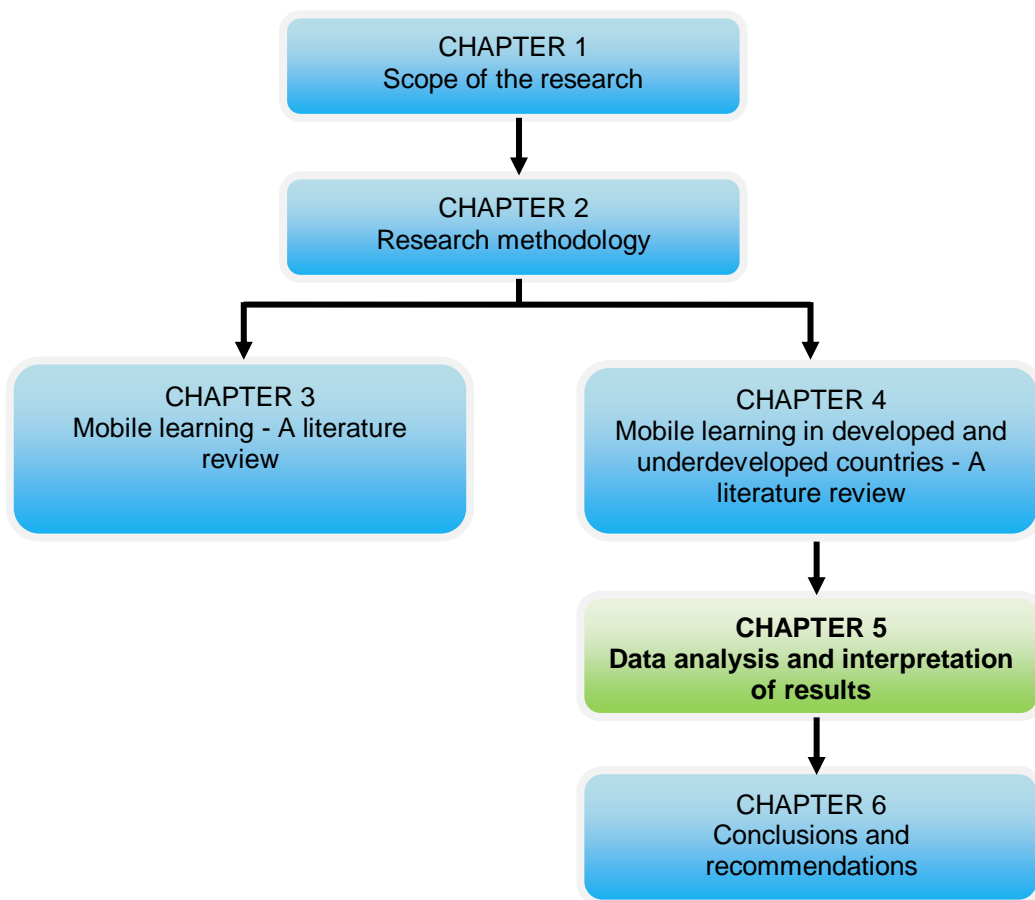 CHAPTER 1
Scope of the research
CHAPTER 2
Research methodology
CHAPTER 3
Mobile learning - A literature
review
CHAPTER 4
Mobile learning in developed and
underdeveloped countries - A
literature review
CHAPTER 5
Data analysis and interpretation
of results
CHAPTER 6
Conclusions and
recommendations